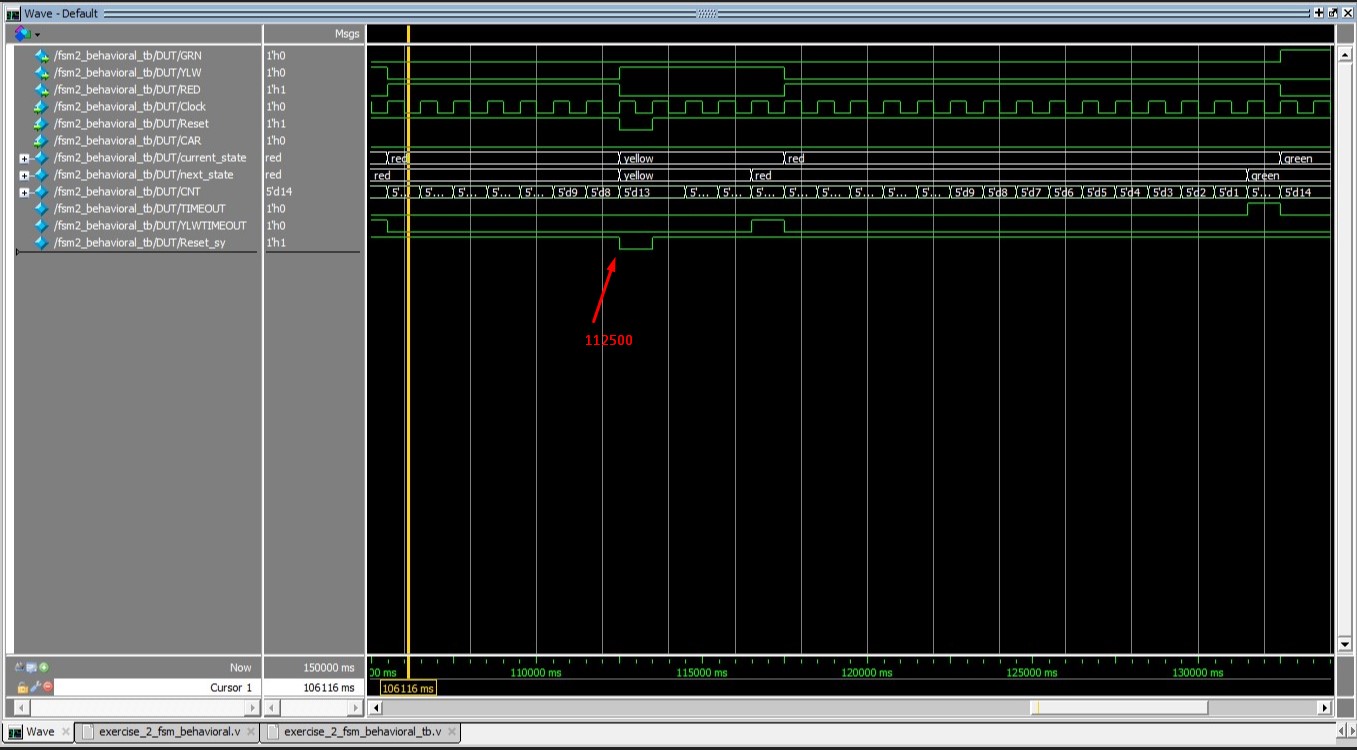 Wave - Default
Msgs
/fsm2_behavioral_tb/DUT/GRN 1'h0
/fsm2_behavioral_tb/DUT/YLW 1'h0
/fsm2_behavioral_tb/DUT/RED 1'h1
/fsm2_behavioral_tb/DUT/Clock 1'h0
/fsm2_behavioral_tb/DUT/Reset 1'h1
/fsm2_behavioral_tb/DUT/CAR 1'h0
/fsm2_behavioral_tb/DUT/current_state red red yellow red green
/fsm2_behavioral_tb/DUT/next_state red red yellow red green
/fsm2_behavioral_tb/DUT/CNT 5'd14 5'... 5'... 5'... 5'... 5'... 5'd9 5'd8 5'd13 5'... 5'... 5'... 5'... 5'... 5'... 5'... 5'... 5'd9 5'd8 5'd7 5'd6 5'd5 5'd4 5'd3 5'd2 5'd1 5'... 5'd14
/fsm2_behavioral_tb/DUT/TIMEOUT 1'h0
/fsm2_behavioral_tb/DUT/YLWTIMEOUT 1'h0
/fsm2_behavioral_tb/DUT/Reset_sy 1'h1
112500
Now 150000 ms 00 ms 110000 ms 115000 ms 120000 ms 125000 ms 130000 ms
Cursor 1 106116 ms 106116 ms
Wave exercise_2_fsm_behavioral.v exercise_2_fsm_behavioral_tb.v